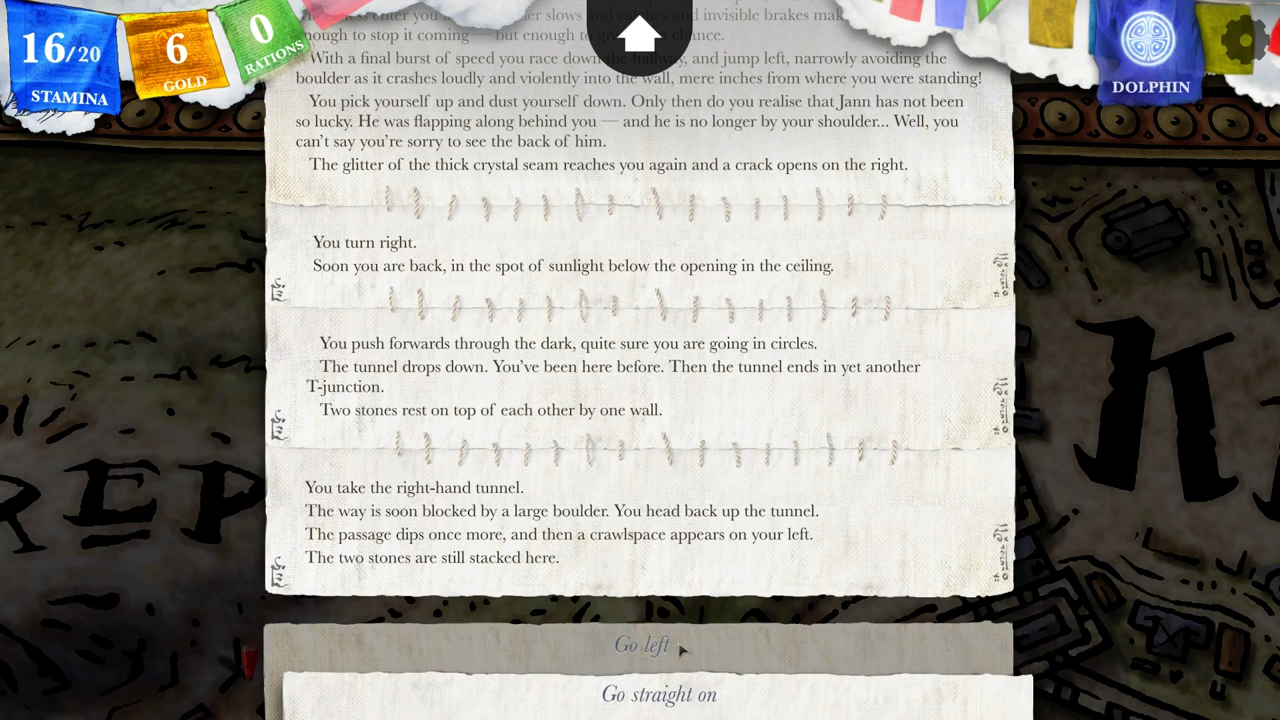 16/20
STAMINA
6
GOLD
0
RATIONS
DOLPHIN
enter you
slows and catches and invisible brakes
enough to stop it coming — but enough to give chance.
With a final burst of speed you race down the hallway, and jump left, narrowly avoiding the
boulder as it crashes loudly and violently into the wall, mere inches from where you were standing!
You pick yourself up and dust yourself down. Only then do you realise that Jann has not been
so lucky. He was flapping along behind you — and he is no longer by your shoulder... Well, you
can't say you're sorry to see the back of him.
The glitter of the thick crystal seam reaches you again and a crack opens on the right.
You turn right.
Soon you are back, in the spot of sunlight below the opening in the ceiling.
You push forwards through the dark, quite sure you are going in circles.
The tunnel drops down. You've been here before. Then the tunnel ends in yet another
T-junction.
Two stones rest on top of each other by one wall.
You take the right-hand tunnel.
The way is soon blocked by a large boulder. You head back up the tunnel.
The passage dips once more, and then a crawlspace appears on your left.
The two stones are still stacked here.
Go left
Go straight on